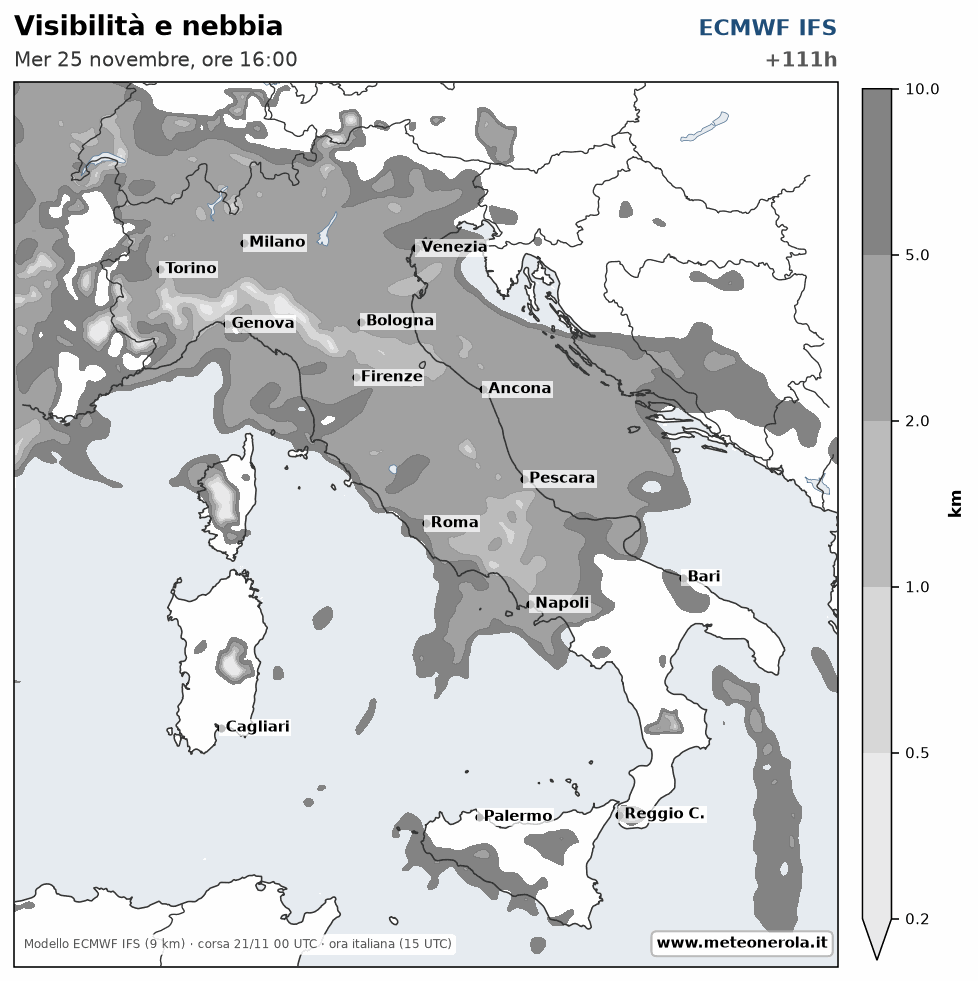 Visibilità e nebbia
ECMWF IFS
Mer 25 novembre, ore 16:00
+111h
10.0
5.0
2.0
1.0
0.5
0.2
km
Milano
Venezia
Torino
Genova
Bologna
Firenze
Ancona
Pescara
Roma
Bari
Napoli
Cagliari
Palermo
Reggio C.
Modello ECMWF IFS (9 km) · corsa 21/11 00 UTC · ora italiana (15 UTC)
www.meteonerola.it